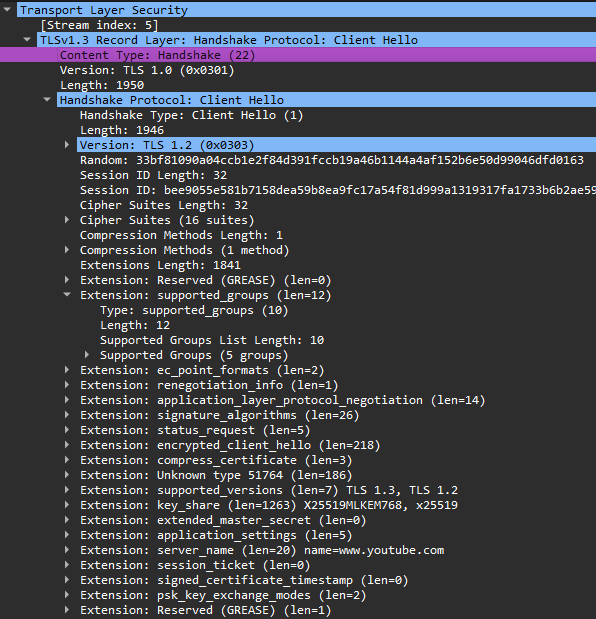 Transport Layer Security
[Stream index: 5]
TLSv1.3 Record Layer: Handshake Protocol: Client Hello
Content Type: Handshake (22)
Version: TLS 1.0 (0x0301)
Length: 1950
Handshake Protocol: Client Hello
Handshake Type: Client Hello (1)
Length: 1946
Version: TLS 1.2 (0x0303)
Random: 33bf81090a04ccb1e2f84d391fccb19a46b1144a4af152b6e50d99046dfd0163
Session ID Length: 32
Session ID: bee9055e581b7158dea59b8ea9fc17a54f81d999a1319317fa1733b6b2ae59
Cipher Suites Length: 32
Cipher Suites (16 suites)
Compression Methods Length: 1
Compression Methods (1 method)
Extensions Length: 1841
Extension: Reserved (GREASE) (len=0)
Extension: supported_groups (len=12)
Type: supported_groups (10)
Length: 12
Supported Groups List Length: 10
Supported Groups (5 groups)
Extension: ec_point_formats (len=2)
Extension: renegotiation_info (len=1)
Extension: application_layer_protocol_negotiation (len=14)
Extension: signature_algorithms (len=26)
Extension: status_request (len=5)
Extension: encrypted_client_hello (len=218)
Extension: compress_certificate (len=3)
Extension: Unknown type 51764 (len=186)
Extension: supported_versions (len=7) TLS 1.3, TLS 1.2
Extension: key_share (len=1263) X25519MLKEM768, x25519
Extension: extended_master_secret (len=0)
Extension: application_settings (len=5)
Extension: server_name (len=20) name=www.youtube.com
Extension: session_ticket (len=0)
Extension: signed_certificate_timestamp (len=0)
Extension: psk_key_exchange_modes (len=2)
Extension: Reserved (GREASE) (len=1)